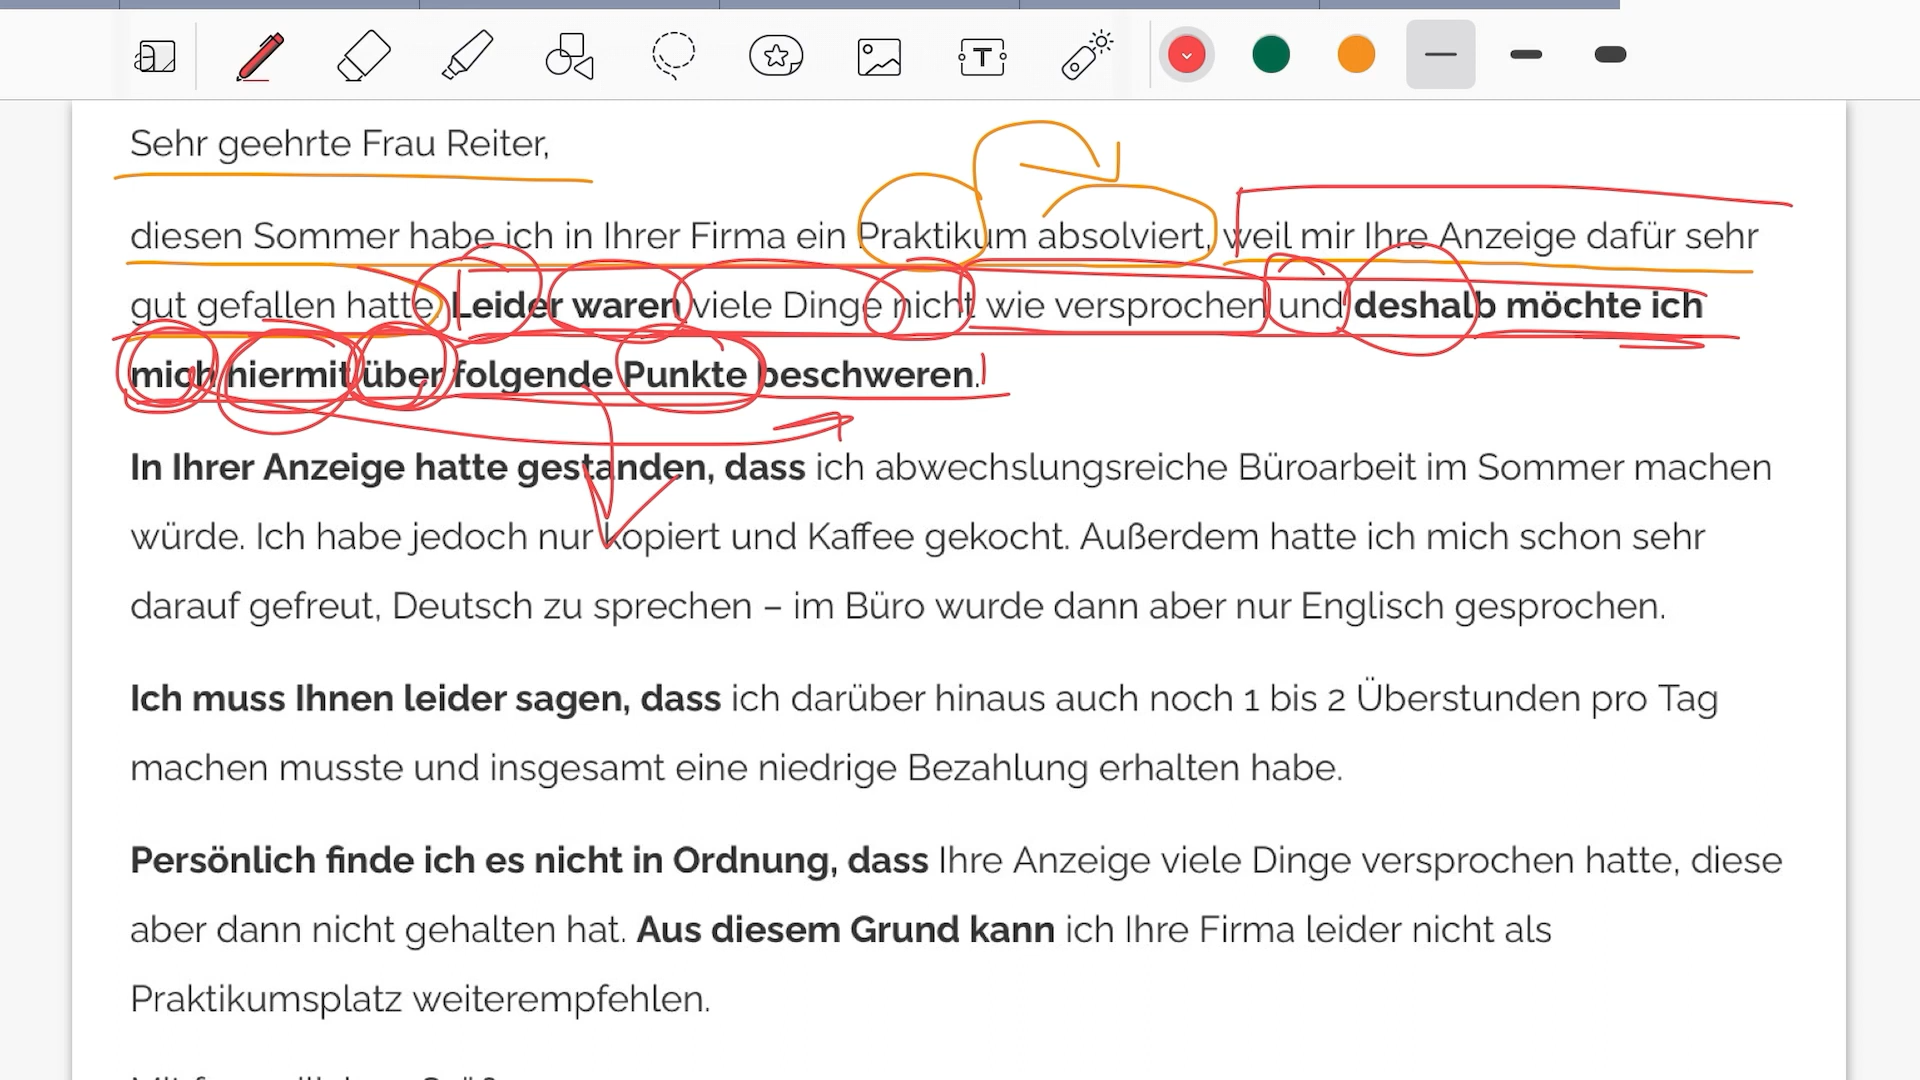 a
T
Sehr geehrte Frau Reiter,
diesen Sommer habe ich in Ihrer Firma ein Praktikum absolviert, weil mir Ihre Anzeige dafür sehr
gut gefallen hatte. Leider waren viele Dinge nicht wie versprochen und deshalb möchte ich
mich hiermit über folgende Punkte beschweren.
In Ihrer Anzeige hatte gestanden, dass ich abwechslungsreiche Büroarbeit im Sommer machen
würde. Ich habe jedoch nur kopiert und Kaffee gekocht. Außerdem hatte ich mich schon sehr
darauf gefreut, Deutsch zu sprechen – im Büro wurde dann aber nur Englisch gesprochen.
Ich muss Ihnen leider sagen, dass ich darüber hinaus auch noch 1 bis 2 Überstunden pro Tag
machen musste und insgesamt eine niedrige Bezahlung erhalten habe.
Persönlich finde ich es nicht in Ordnung, dass Ihre Anzeige viele Dinge versprochen hatte, diese
aber dann nicht gehalten hat. Aus diesem Grund kann ich Ihre Firma leider nicht als
Praktikumsplatz weiterempfehlen.